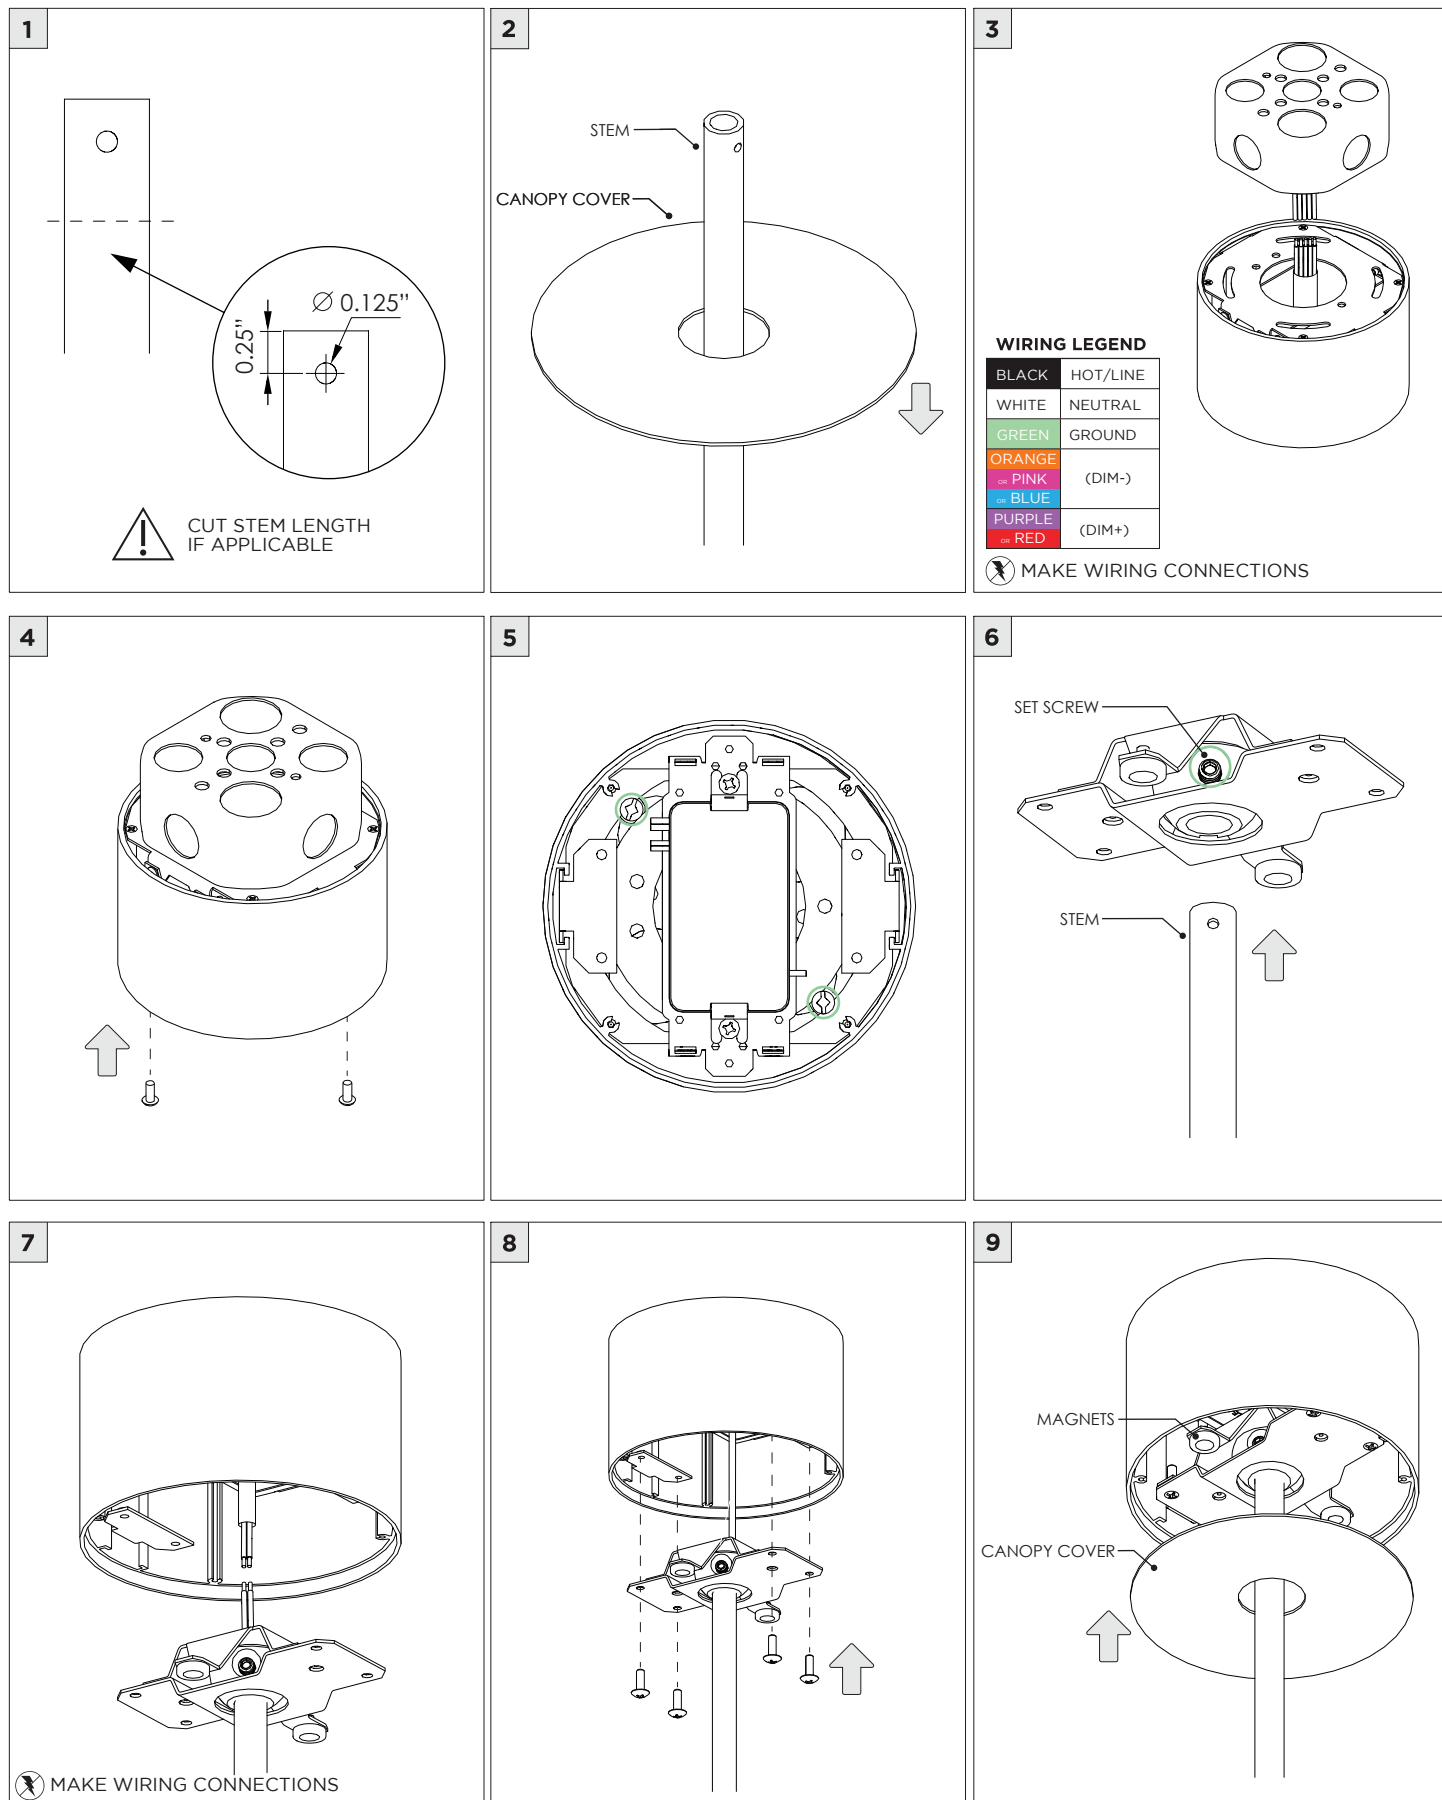 1
0.25"
Ø 0.125"
CUT STEM LENGTH
IF APPLICABLE
2
STEM
CANOPY COVER
3
WIRING LEGEND
BLACK HOT/LINE
WHITE NEUTRAL
GREEN GROUND
ORANGE
OR PINK (DIM-)
OR BLUE
PURPLE
OR RED (DIM+)
MAKE WIRING CONNECTIONS
4
5
6
SET SCREW
STEM
7
MAKE WIRING CONNECTIONS
8
9
MAGNETS
CANOPY COVER